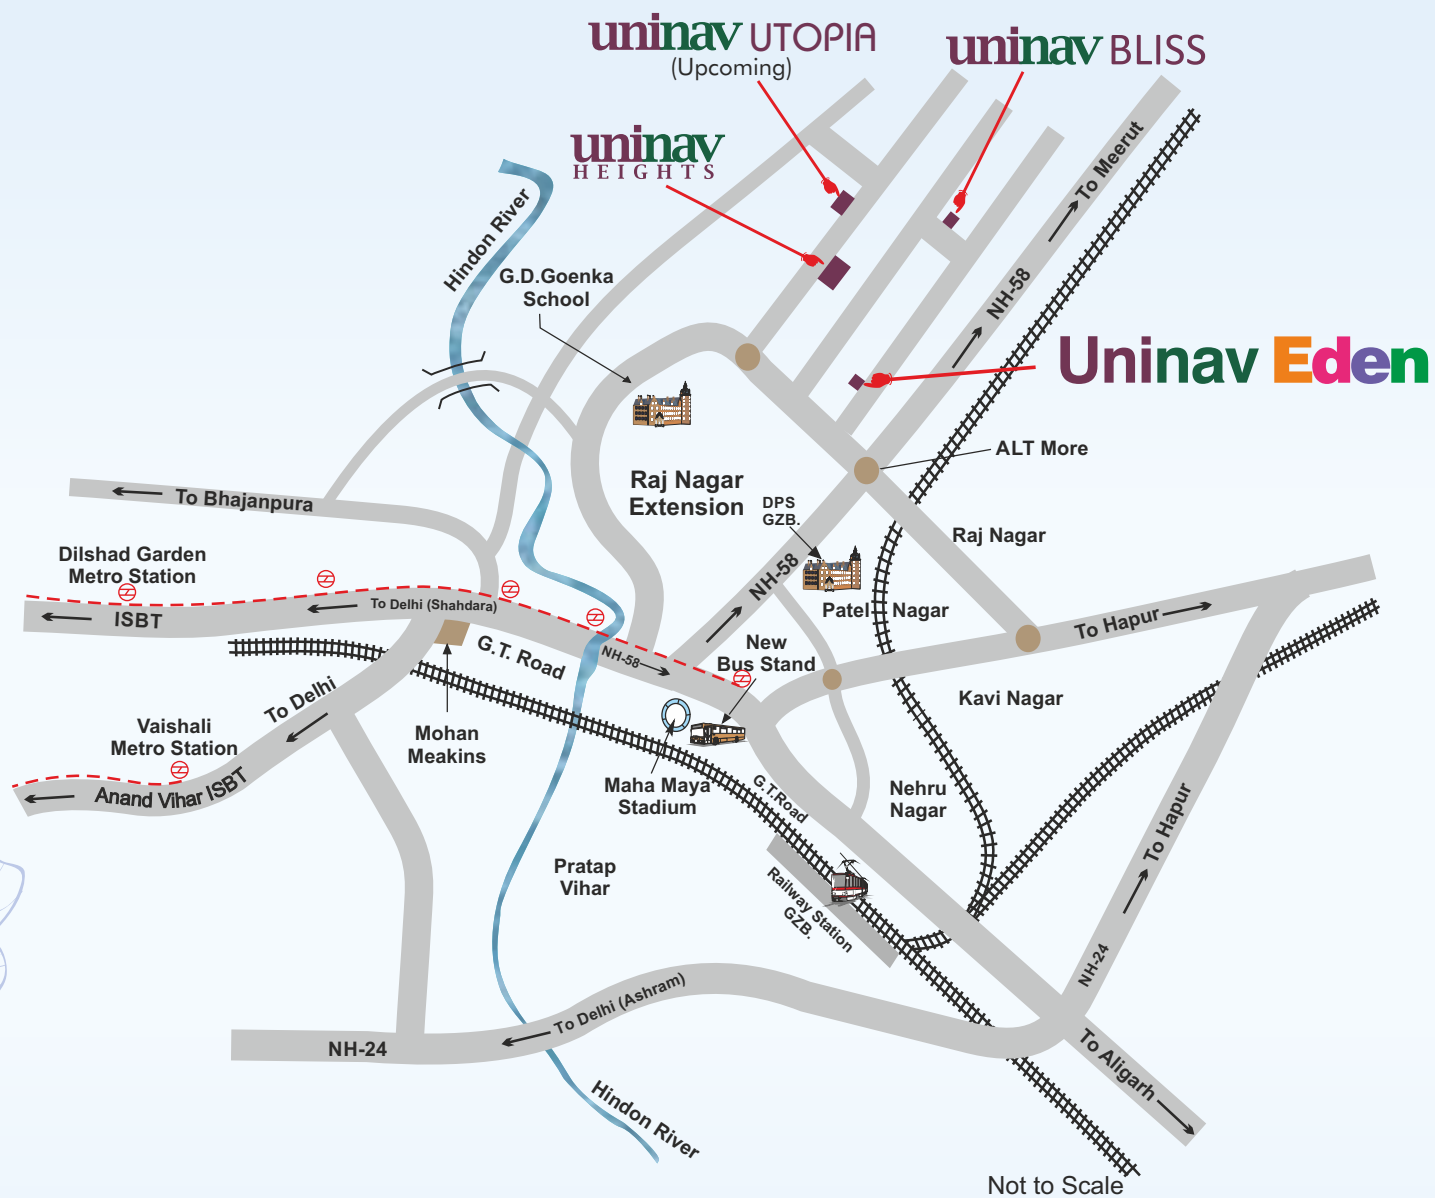 uninav UTOPIA
(Upcoming)
uninav BLISS
uninav
HEIGHTS
To Meerut
Hindon River
G.D.Goenka
School
NH-58
Uninav Eden
ALT More
Raj Nagar
Extension
DPS
GZB.
To Bhajanpura
Raj Nagar
Dilshad Garden
Metro Station
NH-58
To Delhi (Shahdara)
ISBT
Patel Nagar
To Hapur
G.T. Road
NH-58
New
Bus Stand
Kavi Nagar
To Delhi
Vaishali
Metro Station
Mohan
Meakins
Anand Vihar ISBT
Maha Maya
Stadium
G.T.Road
Nehru
Nagar
To Hapur
Pratap
Vihar
Railway Station
GZB.
NH-24
To Delhi (Ashram)
NH-24
To Aligarh
Hindon River
Not to Scale